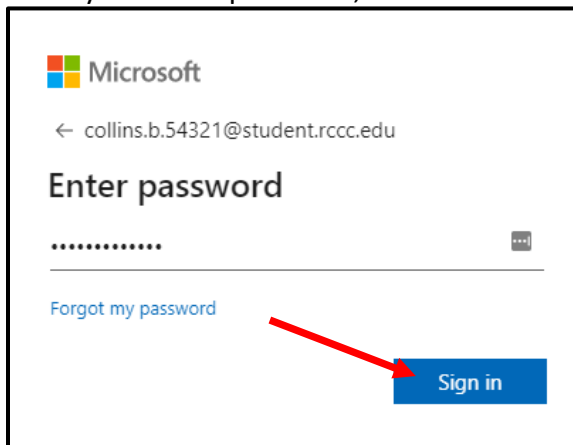 Microsoft
← collins.b.54321@student.rccc.edu
Enter password
•••••••••••••
Forgot my password
Sign in